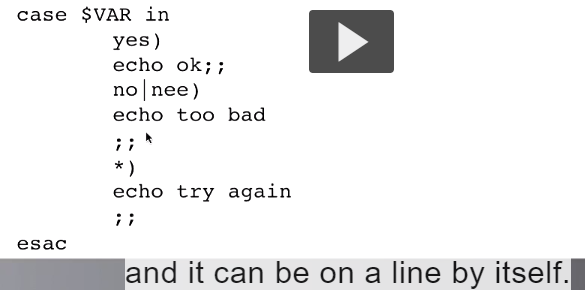 case $VAR in
yes)
echo ok;;
no|nee)
echo too bad
;;
*)
echo try again
;;
esac
and it can be on a line by itself.